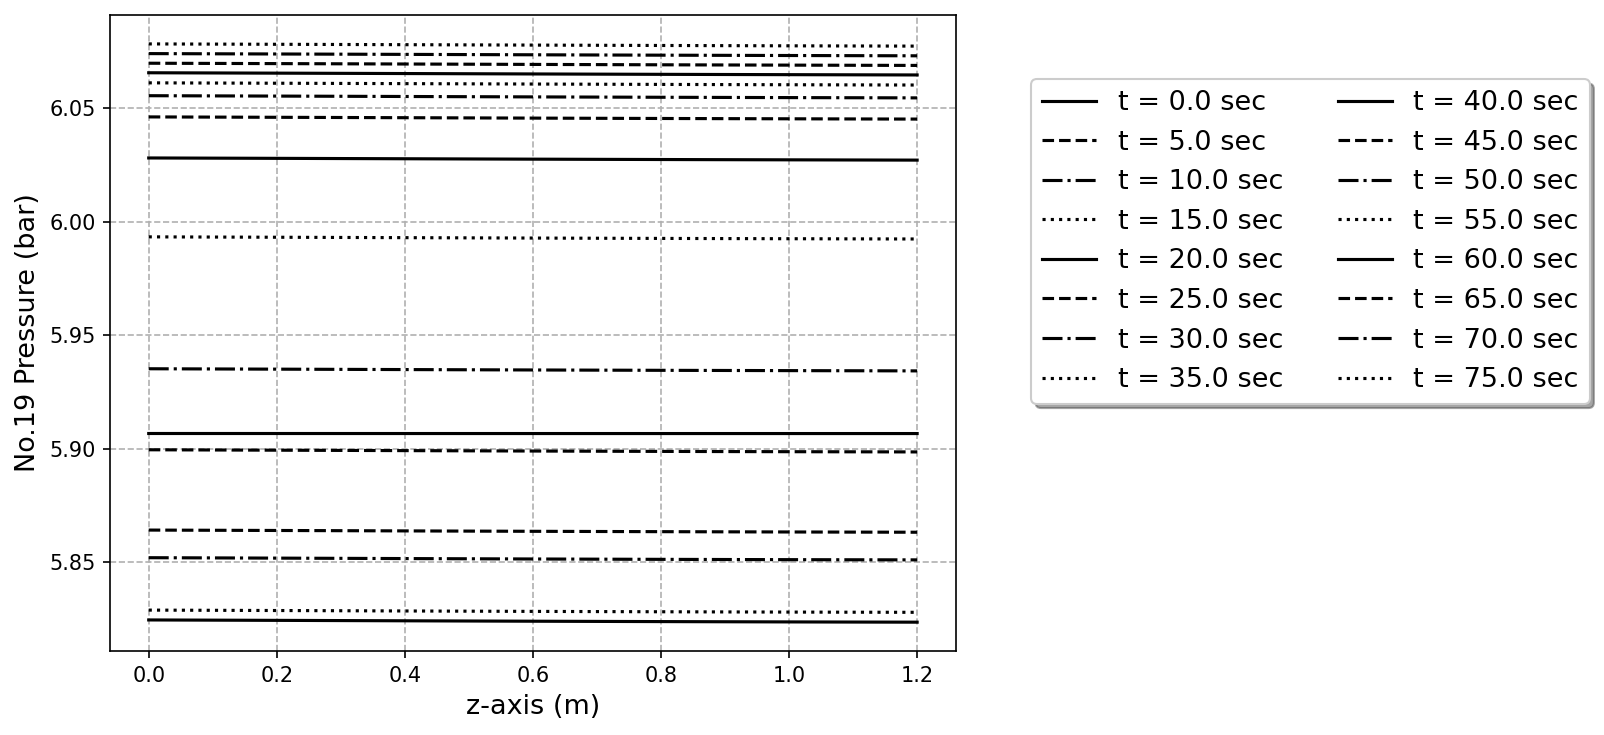 No.19 Pressure (bar)
6.05
6.00
5.95
5.90
5.85
0.0 0.2 0.4 0.6 0.8 1.0 1.2
z-axis (m)
t = 0.0 sec
t = 5.0 sec
t = 10.0 sec
t = 15.0 sec
t = 20.0 sec
t = 25.0 sec
t = 30.0 sec
t = 35.0 sec
t = 40.0 sec
t = 45.0 sec
t = 50.0 sec
t = 55.0 sec
t = 60.0 sec
t = 65.0 sec
t = 70.0 sec
t = 75.0 sec